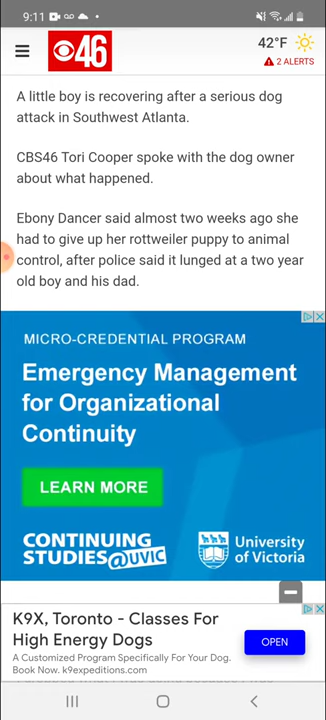 9:11
CBS 46
42°F
2 ALERTS
A little boy is recovering after a serious dog
attack in Southwest Atlanta.
CBS46 Tori Cooper spoke with the dog owner
about what happened.
Ebony Dancer said almost two weeks ago she
had to give up her rottweiler puppy to animal
control, after police said it lunged at a two year
old boy and his dad.
MICRO-CREDENTIAL PROGRAM
Emergency Management
for Organizational
Continuity
LEARN MORE
CONTINUING
STUDIES@UVIC
University
of Victoria
K9X, Toronto - Classes For
High Energy Dogs
OPEN
A Customized Program Specifically For Your Dog.
Book Now. k9expeditions.com